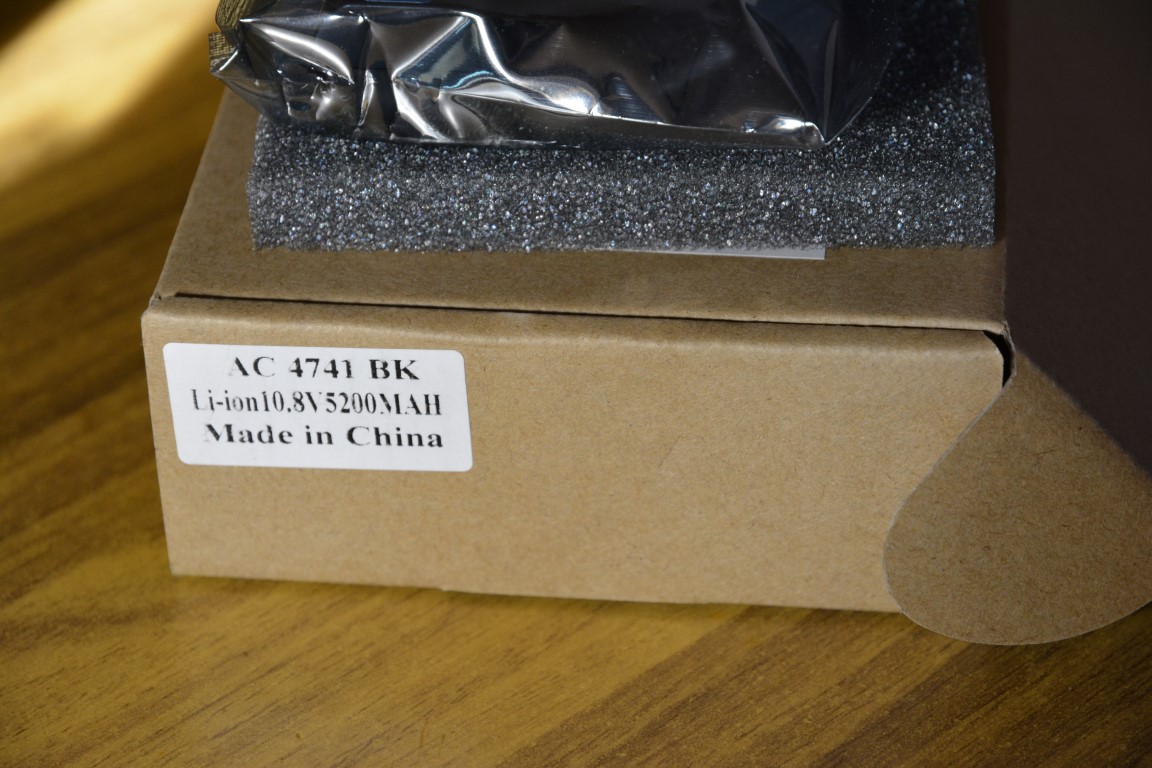 AC 4741 BK
Li-ion10.8V5200MAH
Made in China